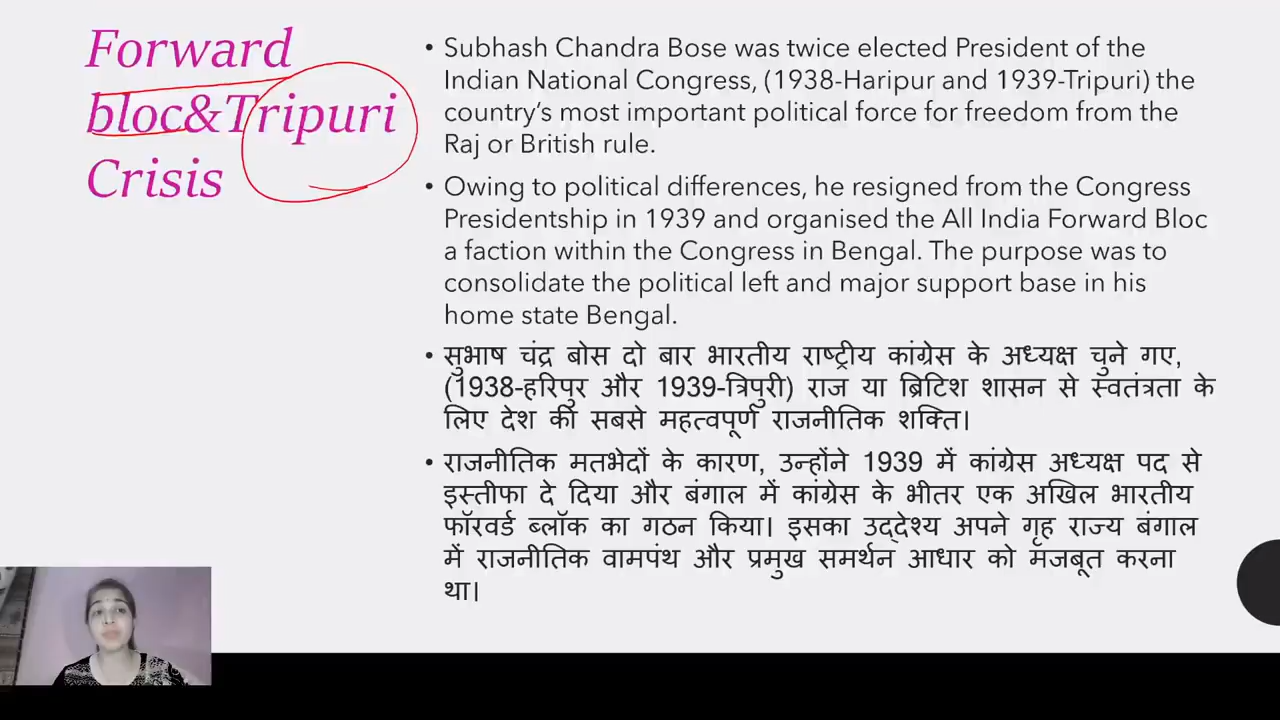 Forward
bloc&Tripuri
Crisis
• Subhash Chandra Bose was twice elected President of the
Indian National Congress, (1938-Haripur and 1939-Tripuri) the
country's most important political force for freedom from the
Raj or British rule.
• Owing to political differences, he resigned from the Congress
Presidentship in 1939 and organised the All India Forward Bloc
a faction within the Congress in Bengal. The purpose was to
consolidate the political left and major support base in his
home state Bengal.
• सुभाष चंद्र बोस दो बार भारतीय राष्ट्रीय कांग्रेस के अध्यक्ष चुने गए,
(1938-हरिपुर और 1939-त्रिपुरी) राज या ब्रिटिश शासन से स्वतंत्रता के
लिए देश की सबसे महत्वपूर्ण राजनीतिक शक्ति।
• राजनीतिक मतभेदों के कारण, उन्होंने 1939 में कांग्रेस अध्यक्ष पद से
इस्तीफा दे दिया और बंगाल में कांग्रेस के भीतर एक अखिल भारतीय
फॉरवर्ड ब्लॉक का गठन किया। इसका उद्देश्य अपने गृह राज्य बंगाल
में राजनीतिक वामपंथ और प्रमुख समर्थन आधार को मजबूत करना
था।